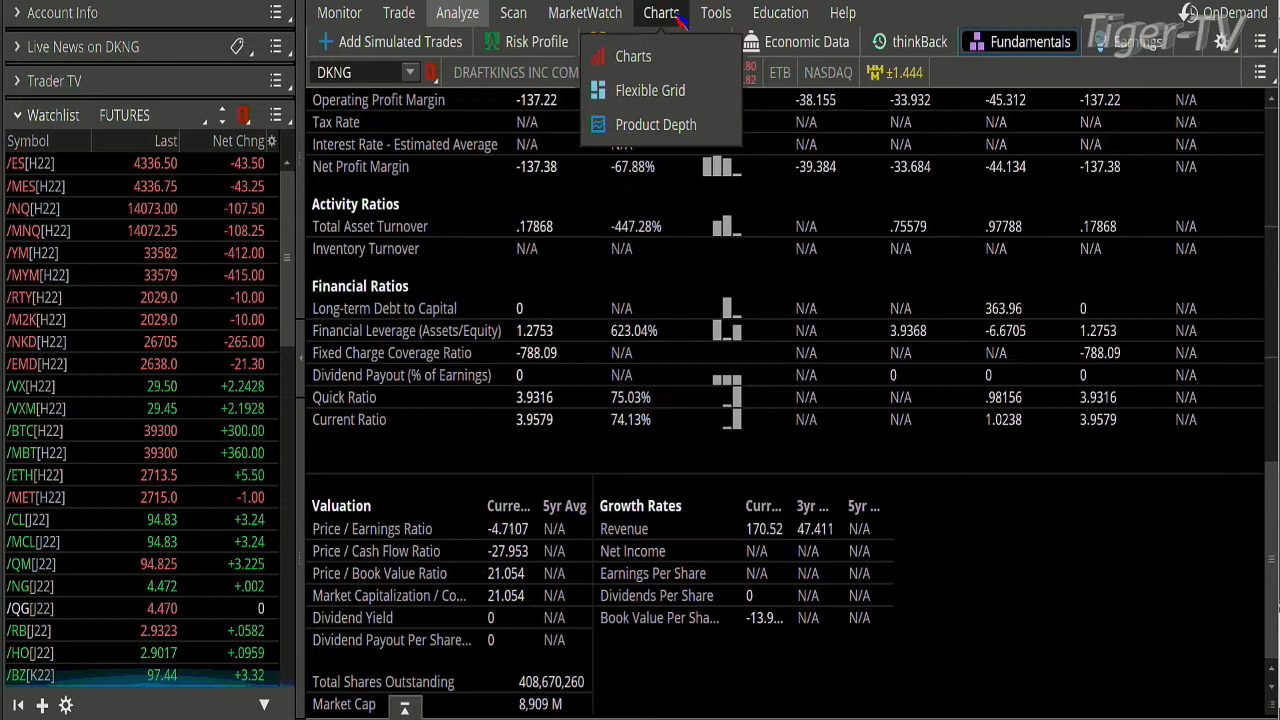 Account Info
Live News on DKNG
Trader TV
Watchlist FUTURES
Symbol Last Net Chng
/ES[H22] 4336.50 -43.50
/MES[H22] 4336.75 -43.25
/NQ[H22] 14073.00 -107.50
/MNQ[H22] 14072.25 -108.25
/YM[H22] 33582 -412.00
/MYM[H22] 33579 -415.00
/RTY[H22] 2029.0 -10.00
/M2K[H22] 2029.0 -10.00
/NKD[H22] 26705 -265.00
/EMD[H22] 2638.0 -21.30
/VX[H22] 29.50 +2.2428
/VXM[H22] 29.45 +2.1928
/BTC[H22] 39300 +300.00
/MBT[H22] 39300 +360.00
/ETH[H22] 2713.5 +5.50
/MET[H22] 2715.0 -1.00
/CL[J22] 94.83 +3.24
/MCL[J22] 94.83 +3.24
/QM[J22] 94.825 +3.225
/NG[J22] 4.472 +.002
/QG[J22] 4.470 0
/RB[J22] 2.9323 +.0582
/HO[J22] 2.9017 +.0959
/BZ[K22] 97.44 +3.32
Monitor Trade Analyze Scan MarketWatch Charts Tools Education Help
OnDemand
Tiger-TV
Add Simulated Trades Risk Profile Economic Data thinkBack Fundamentals Earnings
Charts
Flexible Grid
Product Depth
DKNG DRAFTKINGS INC COM .80 .82 ETB NASDAQ ±1.444
Operating Profit Margin -137.22 -38.155 -33.932 -45.312 -137.22 N/A
Tax Rate N/A N/A N/A N/A N/A N/A
Interest Rate - Estimated Average N/A N/A N/A N/A N/A N/A
Net Profit Margin -137.38 -67.88% -39.384 -33.684 -44.134 -137.38 N/A
Activity Ratios
Total Asset Turnover .17868 -447.28% N/A .75579 .97788 .17868 N/A
Inventory Turnover N/A N/A N/A N/A N/A N/A N/A
Financial Ratios
Long-term Debt to Capital 0 N/A N/A N/A 363.96 0 N/A
Financial Leverage (Assets/Equity) 1.2753 623.04% N/A 3.9368 -6.6705 1.2753 N/A
Fixed Charge Coverage Ratio -788.09 N/A N/A N/A N/A -788.09 N/A
Dividend Payout (% of Earnings) 0 N/A N/A 0 0 0 N/A
Quick Ratio 3.9316 75.03% N/A N/A .98156 3.9316 N/A
Current Ratio 3.9579 74.13% N/A N/A 1.0238 3.9579 N/A
Valuation Curre... 5yr Avg
Price / Earnings Ratio -4.7107 N/A
Price / Cash Flow Ratio -27.953 N/A
Price / Book Value Ratio 21.054 N/A
Market Capitalization / Co... 21.054 N/A
Dividend Yield 0 N/A
Dividend Payout Per Share... 0 N/A
Total Shares Outstanding 408,670,260
Market Cap 8,909 M
Growth Rates Curr... 3yr ... 5yr ...
Revenue 170.52 47.411 N/A
Net Income N/A N/A N/A
Earnings Per Share N/A N/A N/A
Dividends Per Share 0 N/A N/A
Book Value Per Sha... -13.9... N/A N/A